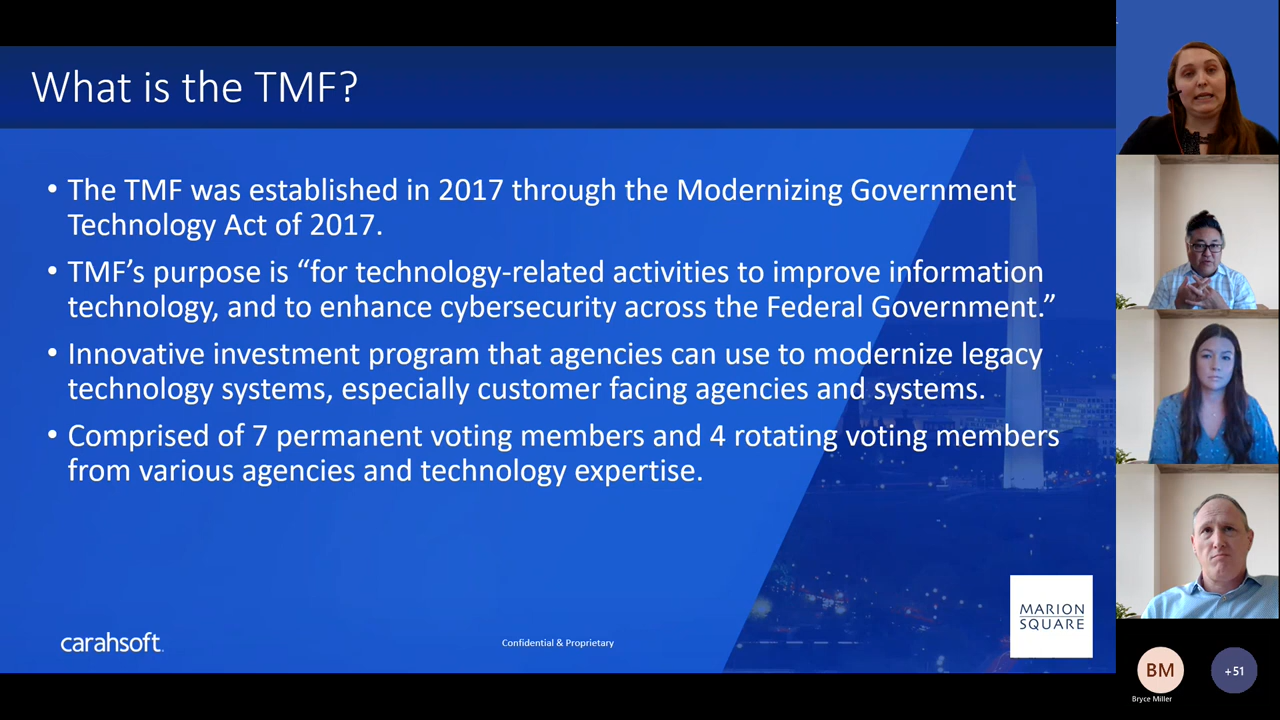 What is the TMF?
• The TMF was established in 2017 through the Modernizing Government
Technology Act of 2017.
• TMF’s purpose is “for technology-related activities to improve information
technology, and to enhance cybersecurity across the Federal Government.”
• Innovative investment program that agencies can use to modernize legacy
technology systems, especially customer facing agencies and systems.
• Comprised of 7 permanent voting members and 4 rotating voting members
from various agencies and technology expertise.
carahsoft.
Confidential & Proprietary
MARION
SQUARE
BM
Bryce Miller
+51